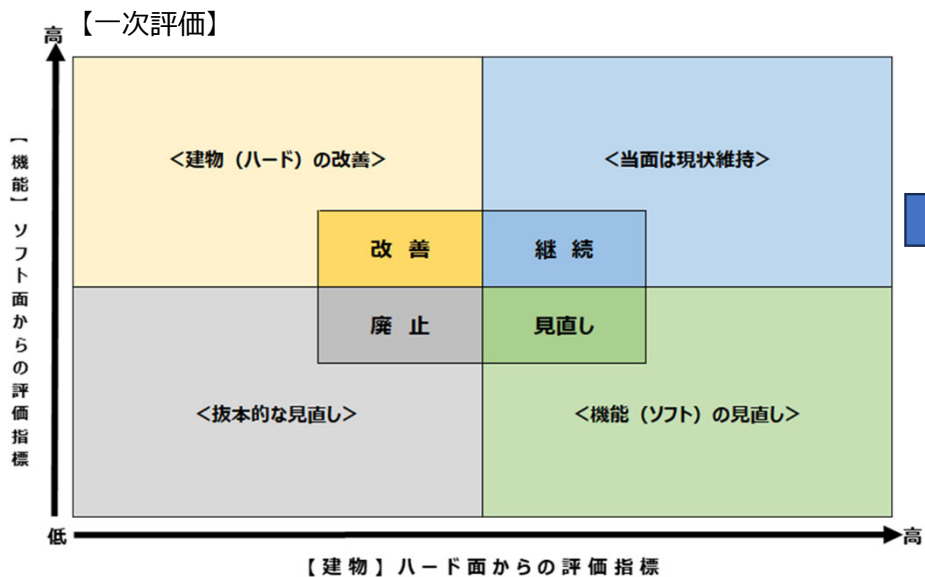 【一次評価】
高
【機能】ソフト面からの評価指標
<建物（ハード）の改善>
<当面は現状維持>
改 善
継 続
廃 止
見直し
<抜本的な見直し>
<機能（ソフト）の見直し>
低
高
【建物】ハード面からの評価指標